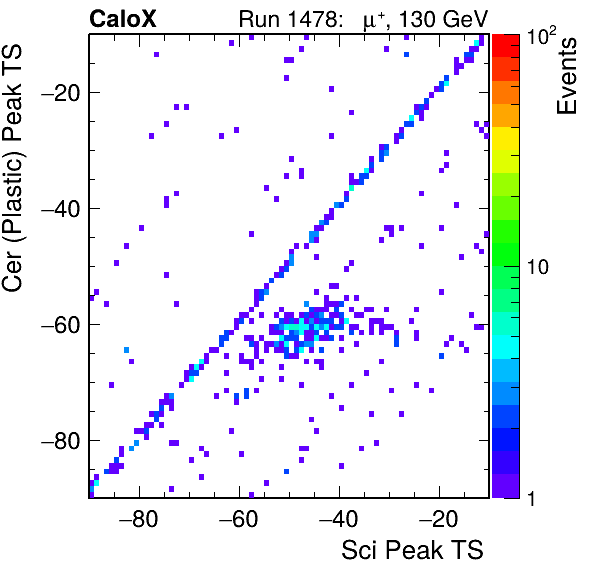 CaloX Run 1478: μ⁺, 130 GeV
Cer (Plastic) Peak TS
−20
−40
−60
−80
−80 −60 −40 −20
Sci Peak TS
10²
10
1
Events